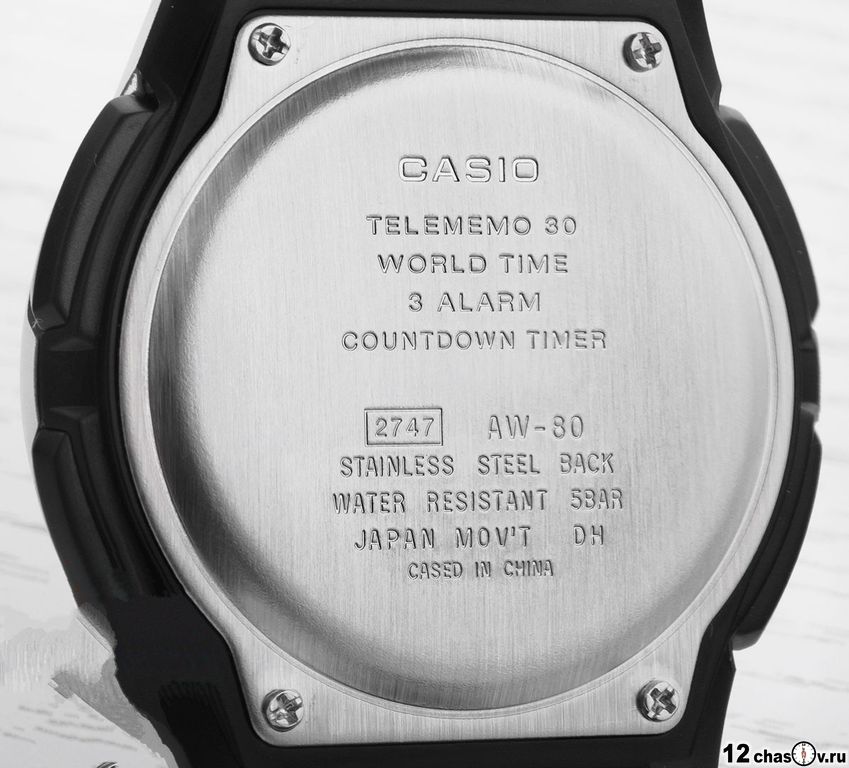 CASIO
TELEMEMO 30
WORLD TIME
3 ALARM
COUNTDOWN TIMER
2747 AW-80
STAINLESS STEEL BACK
WATER RESISTANT 5BAR
JAPAN MOV'T DH
CASED IN CHINA
12chasov.ru